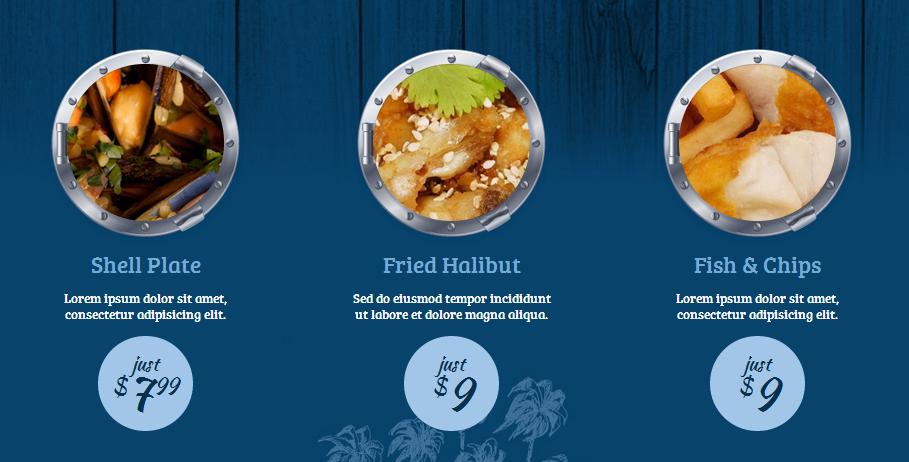 Shell Plate
Lorem ipsum dolor sit amet,
consectetur adipisicing elit.
just
$799
Fried Halibut
Sed do eiusmod tempor incididunt
ut labore et dolore magna aliqua.
just
$9
Fish & Chips
Lorem ipsum dolor sit amet,
consectetur adipisicing elit.
just
$9